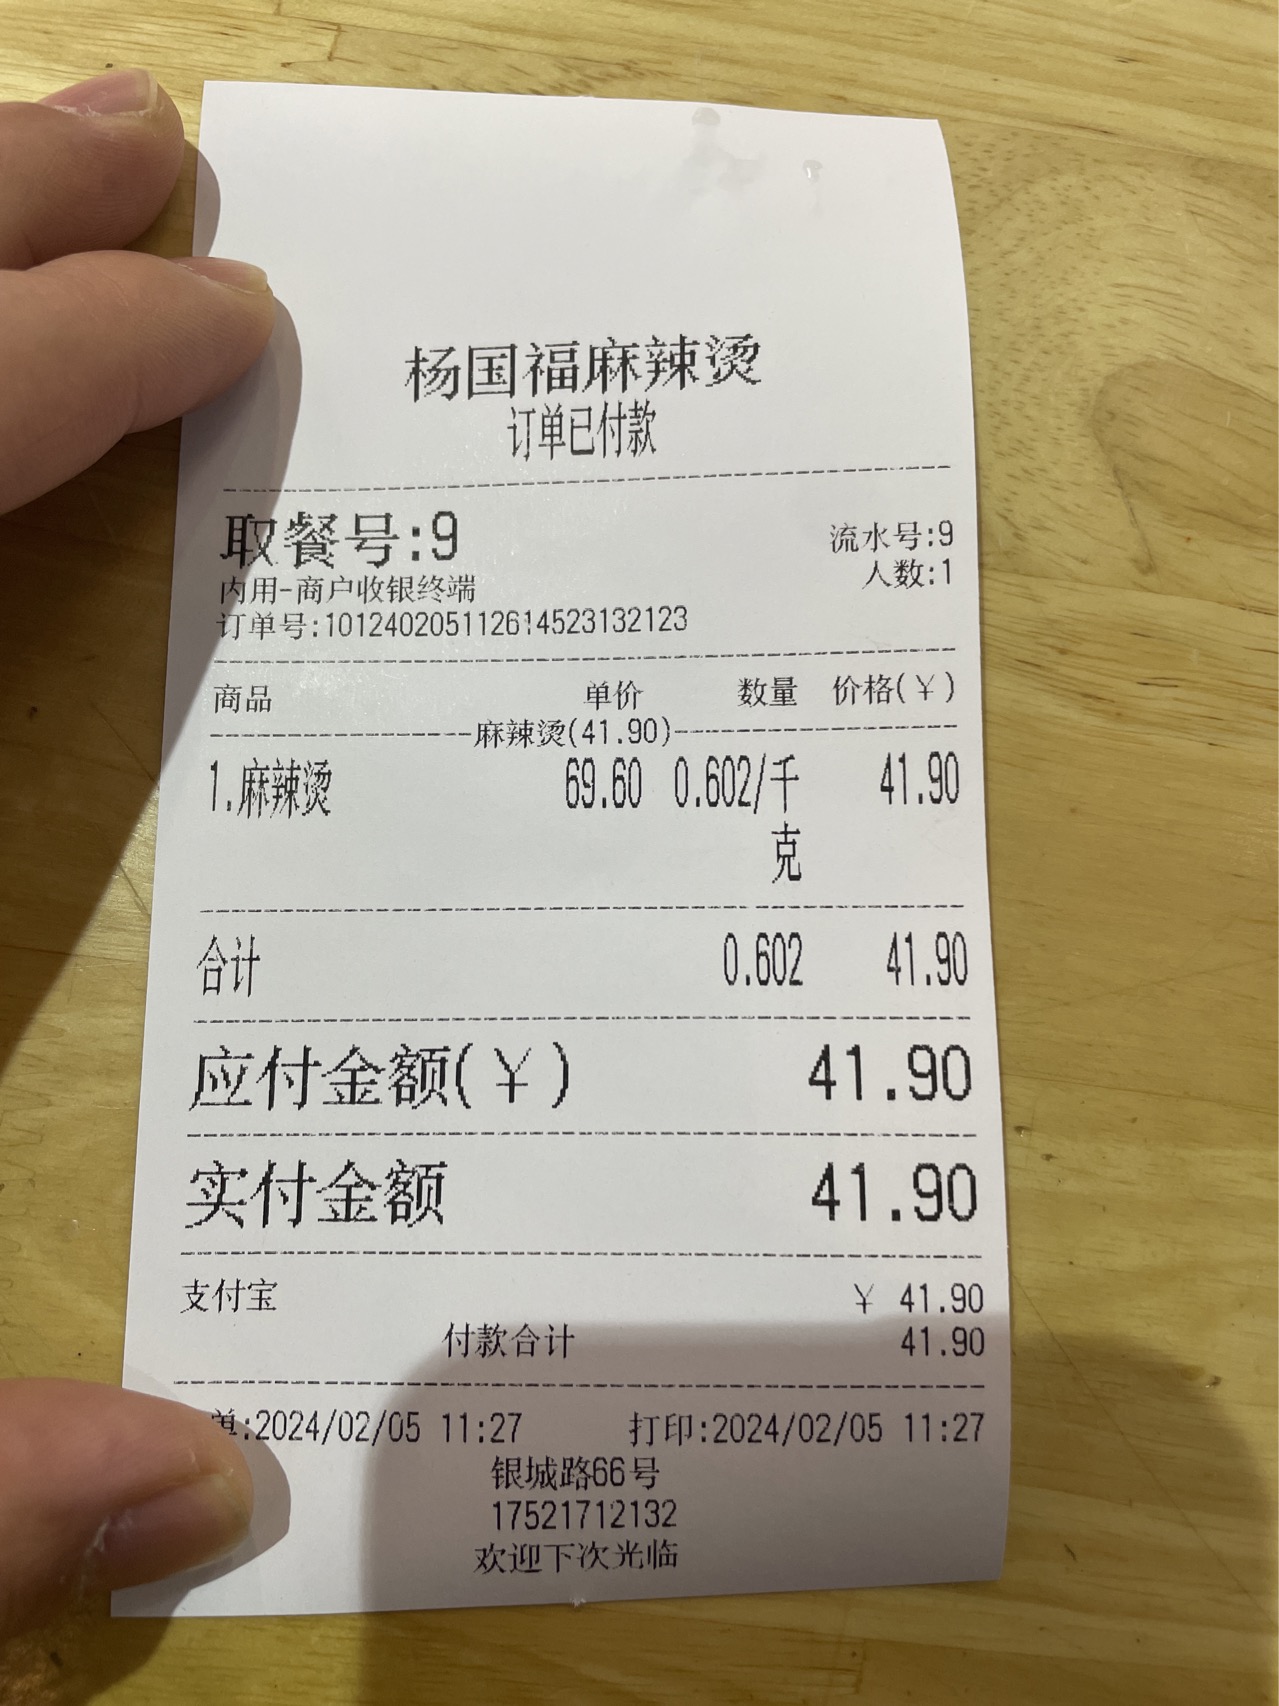 杨国福麻辣烫
订单已付款
取餐号:9
流水号:9
内用-商户收银终端
人数:1
订单号:101240205112614523132123
商品 单价 数量 价格(¥)
麻辣烫(41.90)
1.麻辣烫 69.60 0.602/千克 41.90
合计 0.602 41.90
应付金额(¥) 41.90
实付金额 41.90
支付宝 ¥ 41.90
付款合计 41.90
单:2024/02/05 11:27 打印:2024/02/05 11:27
银城路66号
17521712132
欢迎下次光临